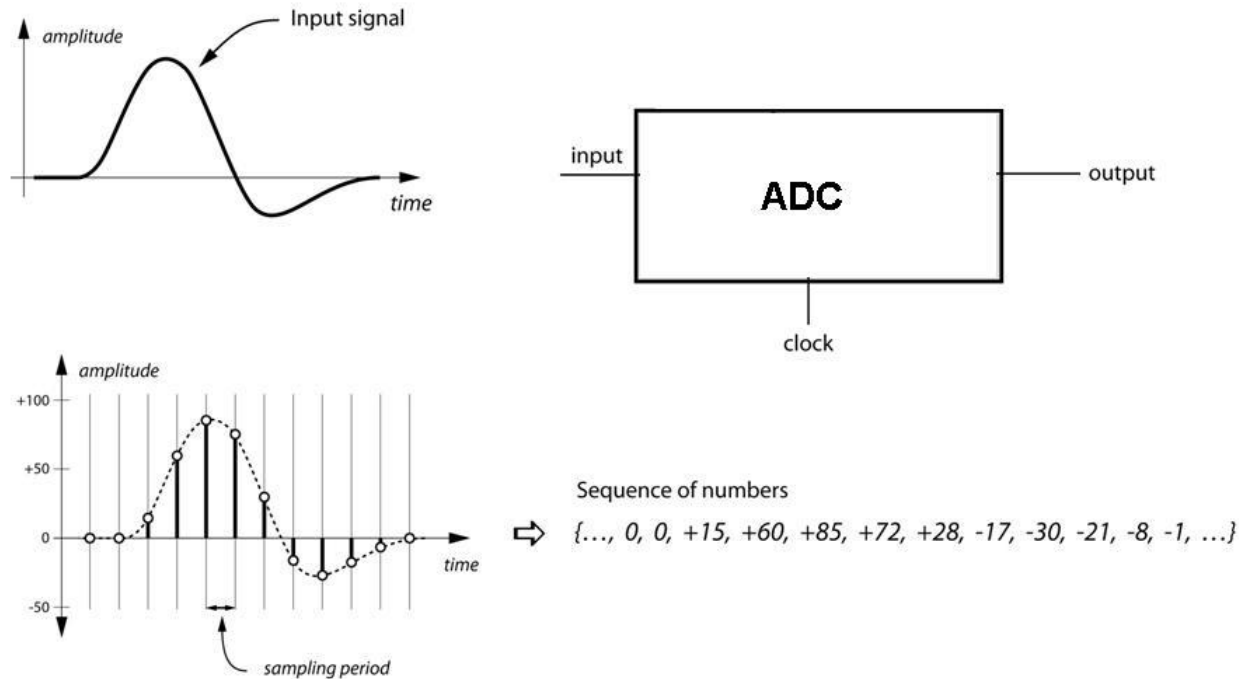 amplitude
Input signal
time
input
ADC
output
clock
amplitude
+100
+50
0
-50
time
sampling period
Sequence of numbers
{..., 0, 0, +15, +60, +85, +72, +28, -17, -30, -21, -8, -1, ...}